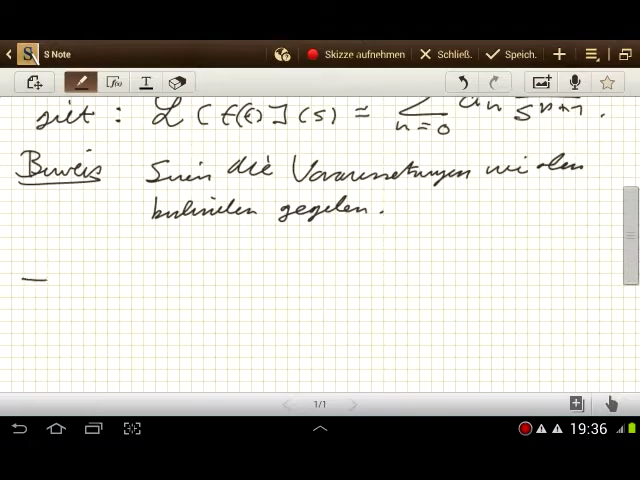 S Note
Skizze aufnehmen
Schließ.
Speich.
f(x)
T
gilt : ℒ [f(t)](s) = ∑ n=0 aₙ / sⁿ⁺¹ .
Beweis Seien die Voraussetzungen wie oben
beschrieben gegeben.
1/1
19:36